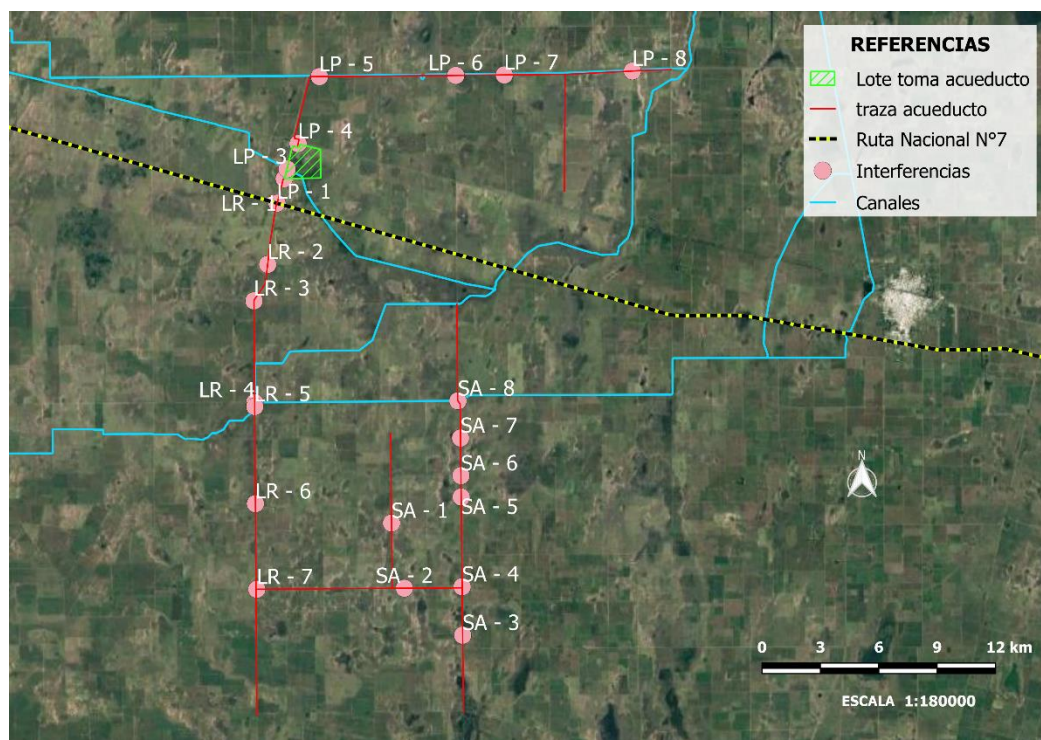 REFERENCIAS
Lote toma acueducto
traza acueducto
Ruta Nacional N°7
Interferencias
Canales
LP - 5
LP - 6
LP - 7
LP - 8
LP - 4
LP - 3
LP - 1
LR - 1
LR - 2
LR - 3
LR - 4
LR - 5
SA - 8
SA - 7
SA - 6
LR - 6
SA - 5
SA - 1
LR - 7
SA - 2
SA - 4
SA - 3
N
0 3 6 9 12 km
ESCALA 1:180000